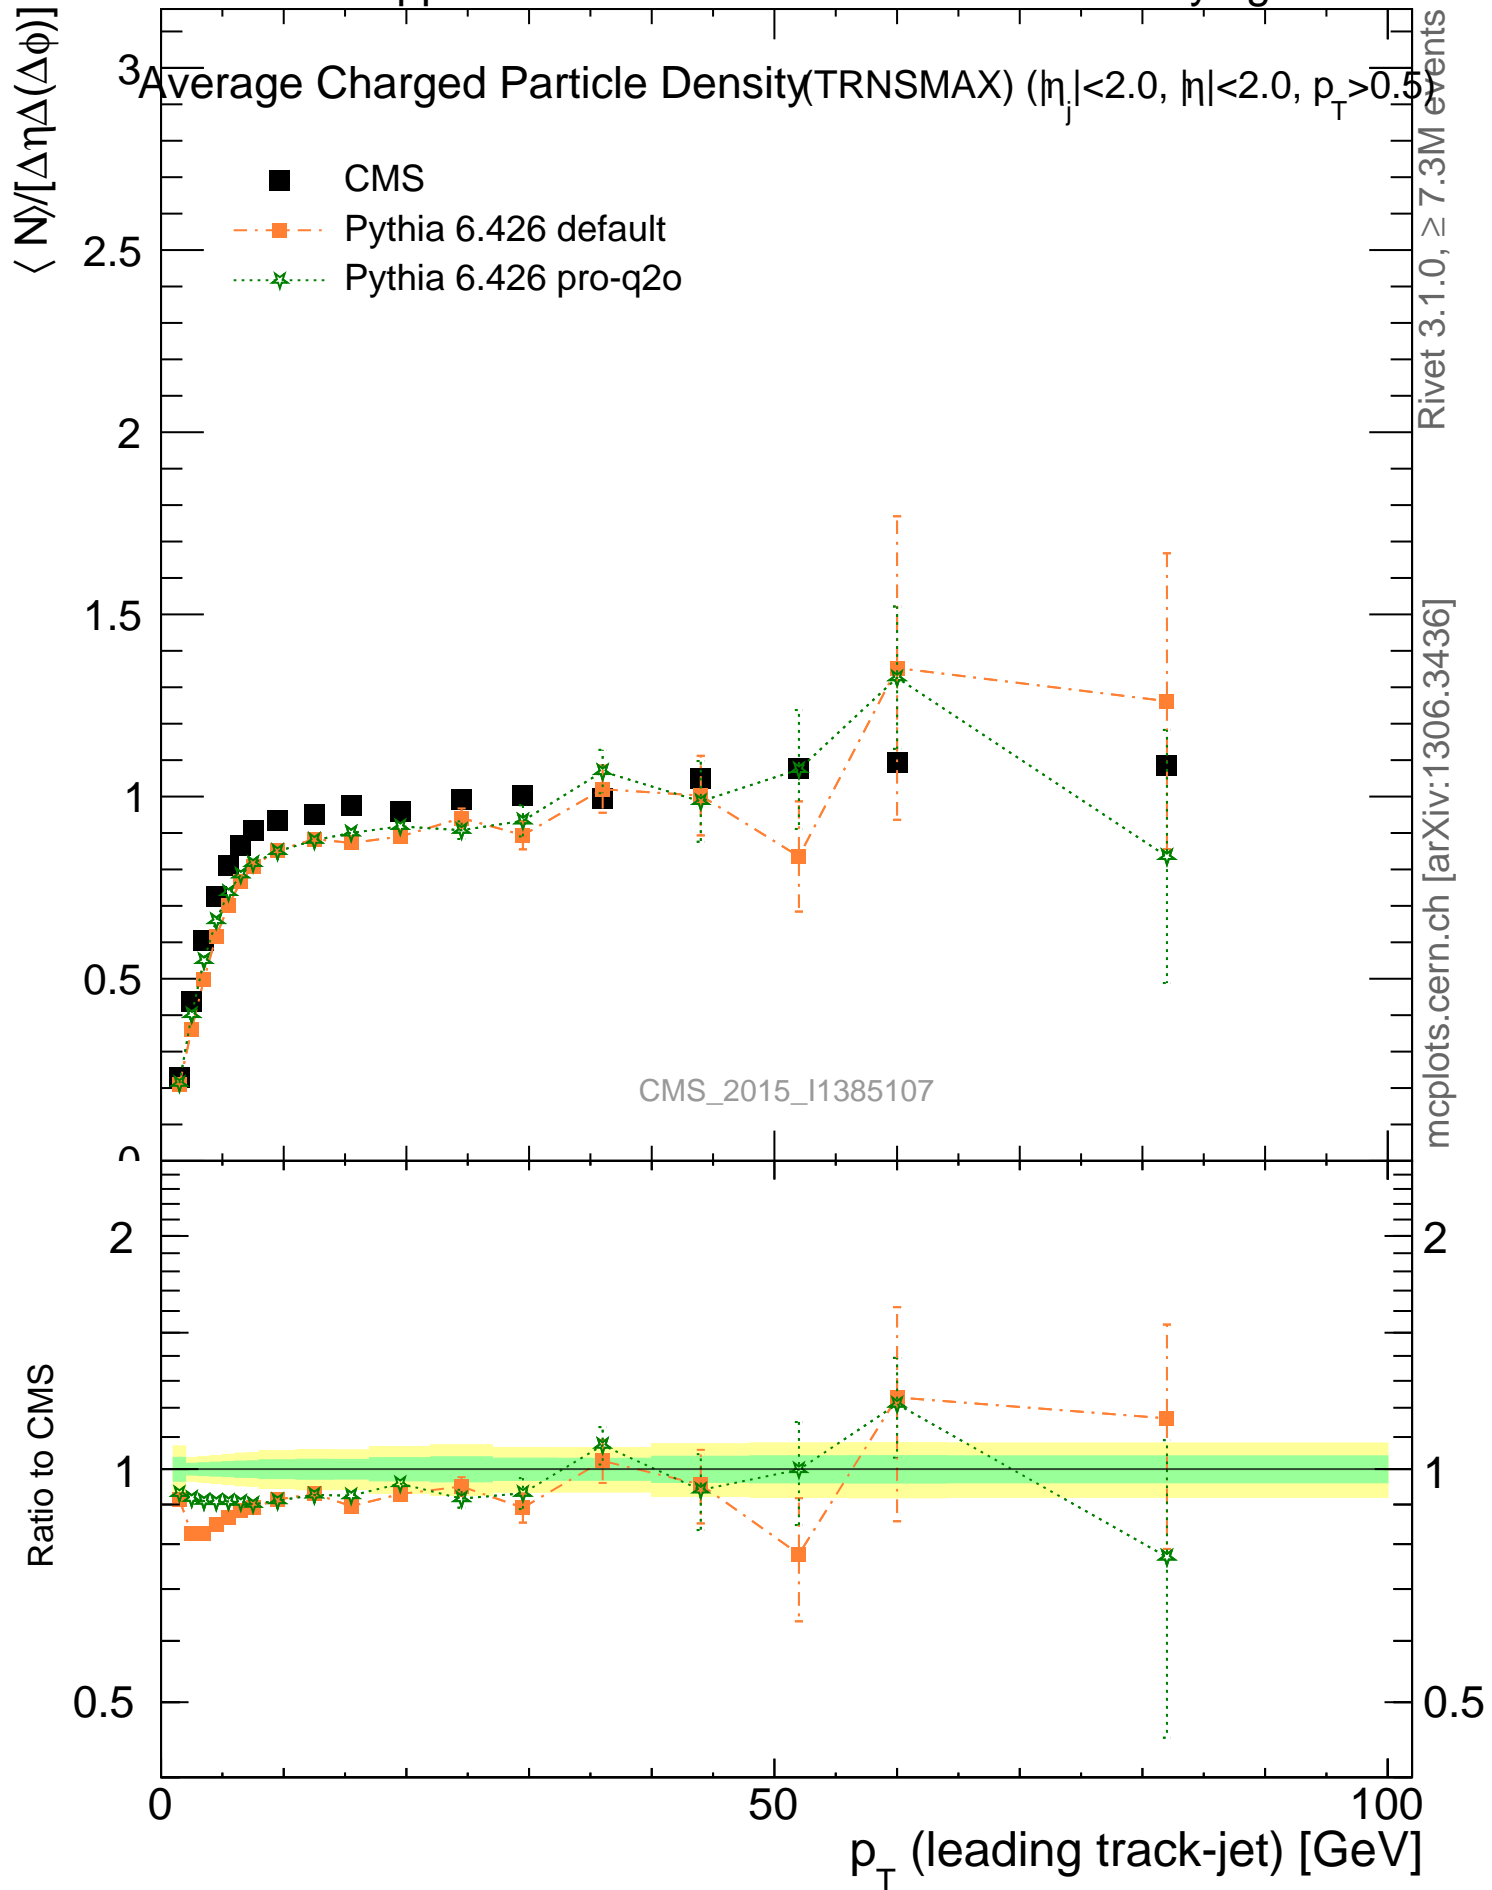 ⟨ N⟩/[ΔηΔ(Δϕ)]
Average Charged Particle Density (TRNSMAX) (|η_j|<2.0, |η|<2.0, p_T>0.5)
CMS
Pythia 6.426 default
Pythia 6.426 pro-q2o
3
2.5
2
1.5
1
0.5
0
CMS_2015_I1385107
Rivet 3.1.0, ≥ 7.3M events
mcplots.cern.ch [arXiv:1306.3436]
Ratio to CMS
2
1
0.5
2
1
0.5
0
50
100
p_T (leading track-jet) [GeV]